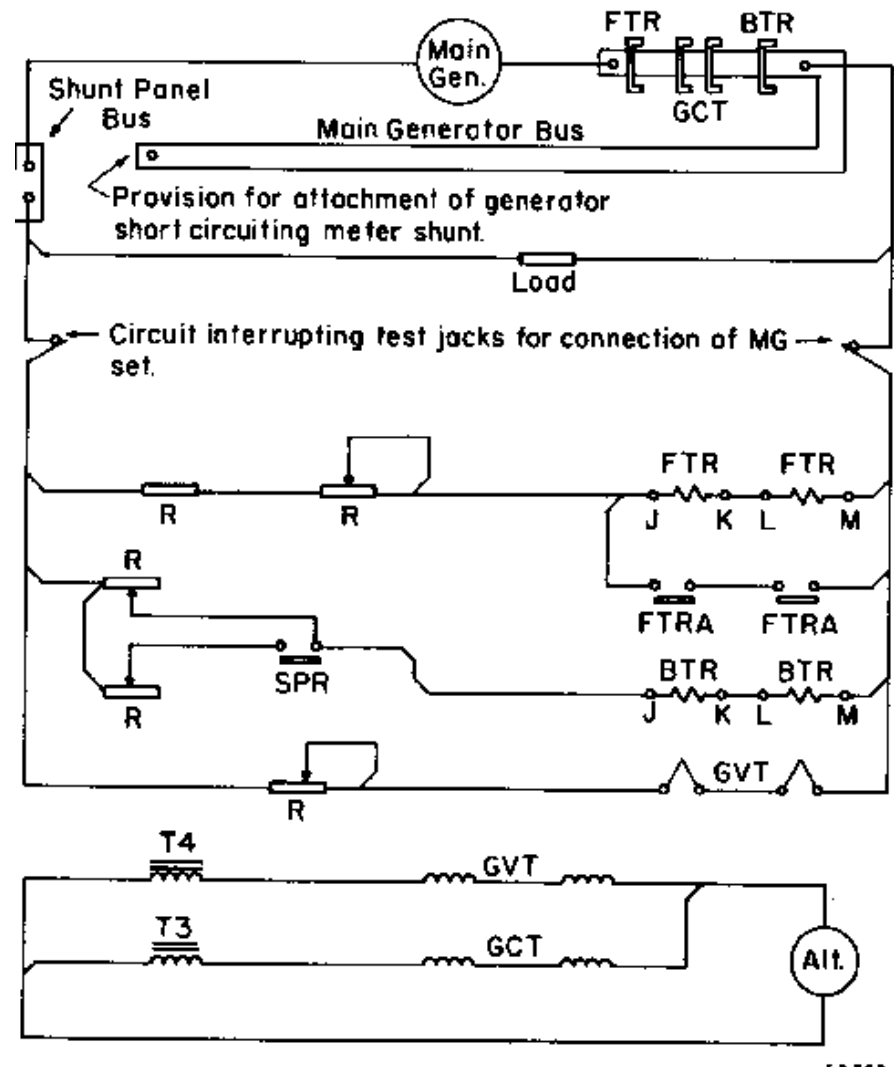 FTR BTR
Main
Gen.
GCT
Shunt Panel
Bus
Main Generator Bus
Provision for attachment of generator
short circuiting meter shunt.
Load
Circuit interrupting test jacks for connection of MG
set.
FTR FTR
R R J K L M
R
FTRA FTRA
SPR
BTR BTR
R J K L M
GVT
R
T4
GVT
T3
GCT
Alt.